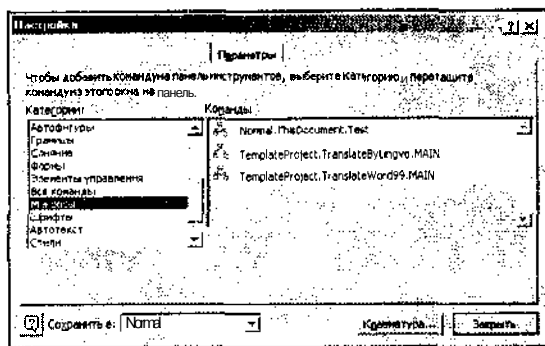 Настройка
Параметры
Чтобы добавить команду на панель инструментов, выберите категорию и перетащите
команду из этого окна на панель.
Категории:
Команды:
Автофигуры
Границы
Слияние
Формы
Элементы управления
Все команды
Макросы
Шрифты
Автотекст
Стили
Normal.ThisDocument.Test
TemplateProject.TranslateByLingvo.MAIN
TemplateProject.TranslateWord99.MAIN
Сохранить в:
Normal
Клавиатура...
Закрыть